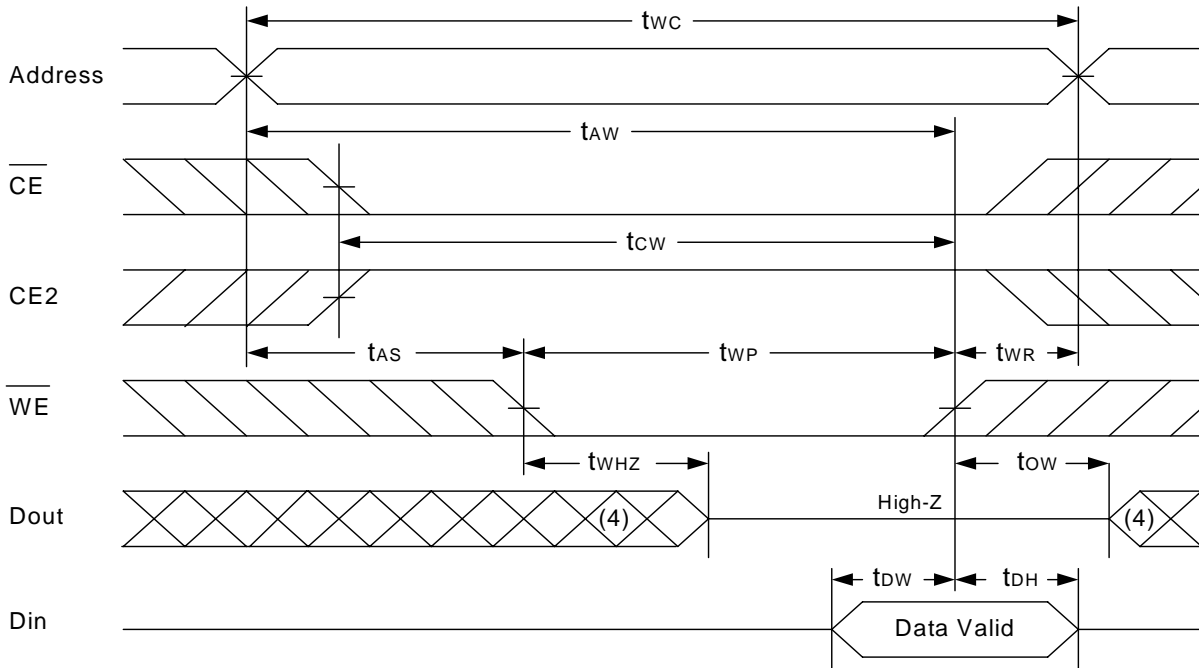 tWC
Address
tAW
CE
tCW
CE2
tAS tWP tWR
WE
tWHZ tOW
Dout (4) High-Z (4)
tDW tDH
Din Data Valid